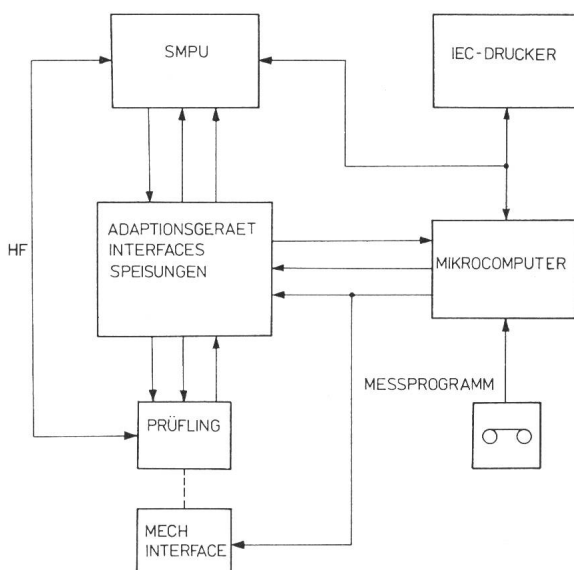 SMPU
IEC-DRUCKER
ADAPTIONSGERAET
INTERFACES
SPEISUNGEN
HF
MIKROCOMPUTER
MESSPROGRAMM
PRÜFLING
MECH
INTERFACE